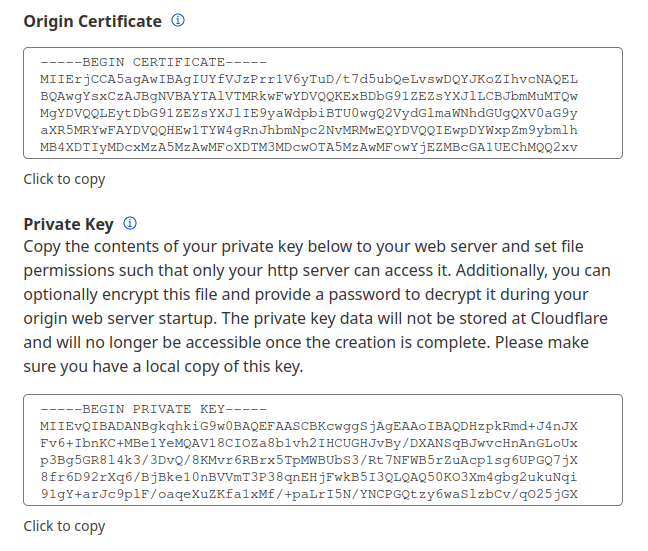 Origin Certificate
-----BEGIN CERTIFICATE-----
MIIErjCCA5agAwIBAgIUYfVJzPrr1V6yTuD/t7d5ubQeLvswDQYJKoZIhvcNAQEL
BQAwgYsxCzAJBgNVBAYTAlVTMRkwFwYDVQQKExBDbG91ZEZsYXJlLCBJbmMuMTQw
MgYDVQQLEytDbG91ZEZsYXJlIE9yaWdpbiBTU0wgQ2VydGlmaWNhdGUgQXV0aG9y
aXR5MRYwFAYDVQQHEw1TYW4gRnJhbmNpc2NvMRMwEQYDVQQIEwpDYWxpZm9ybmlh
MB4XDTIyMDcxMzA5MzAwMFoXDTM3MDcwOTA5MzAwMFowYjEZMBcGA1UEChMQQ2xv
Click to copy
Private Key
Copy the contents of your private key below to your web server and set file
permissions such that only your http server can access it. Additionally, you can
optionally encrypt this file and provide a password to decrypt it during your
origin web server startup. The private key data will not be stored at Cloudflare
and will no longer be accessible once the creation is complete. Please make
sure you have a local copy of this key.
-----BEGIN PRIVATE KEY-----
MIIEvQIBADANBgkqhkiG9w0BAQEFAASCBKcwggSjAgEAAoIBAQDHzpkRmd+J4nJX
Fv6+IbnKC+MBe1YeMQAV18CIOZa8b1vh2IHCUGHJvBy/DXANSqBJwvcHnAnGLoUx
p3Bg5GR8l4k3/3DvQ/8KMvr6RBrx5TpMWBUbS3/Rt7NFWB5rZuAcp1sg6UPGQ7jX
8fr6D92rXq6/BjBke10nBVVmT3P38qnEHjFwkB5I3QLQAQ50KO3Xm4gbg2ukuNqi
91gY+arJc9plF/oaqeXuZKfa1xMf/+paLrI5N/YNCPGQtzy6waSlzbCv/qO25jGX
Click to copy